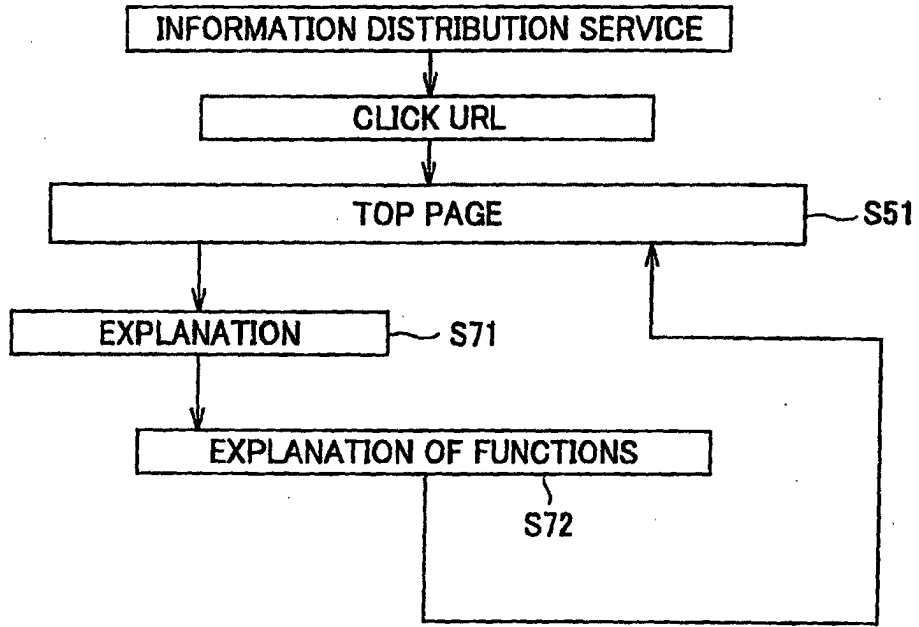 INFORMATION DISTRIBUTION SERVICE
CLICK URL
TOP PAGE
S51
EXPLANATION
S71
EXPLANATION OF FUNCTIONS
S72